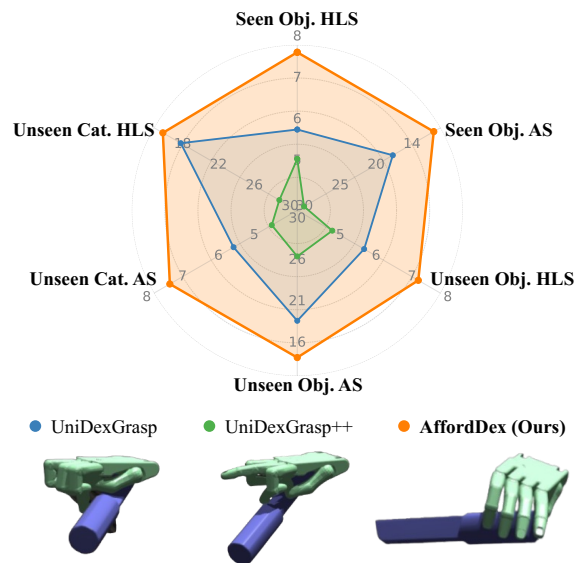 Seen Obj. HLS
8
7
6
5
Unseen Cat. HLS
18
22
26
30
Seen Obj. AS
14
20
25
30
30
5
6
7
8
Unseen Cat. AS
5
6
7
8
Unseen Obj. HLS
26
21
16
Unseen Obj. AS
UniDexGrasp
UniDexGrasp++
AffordDex (Ours)